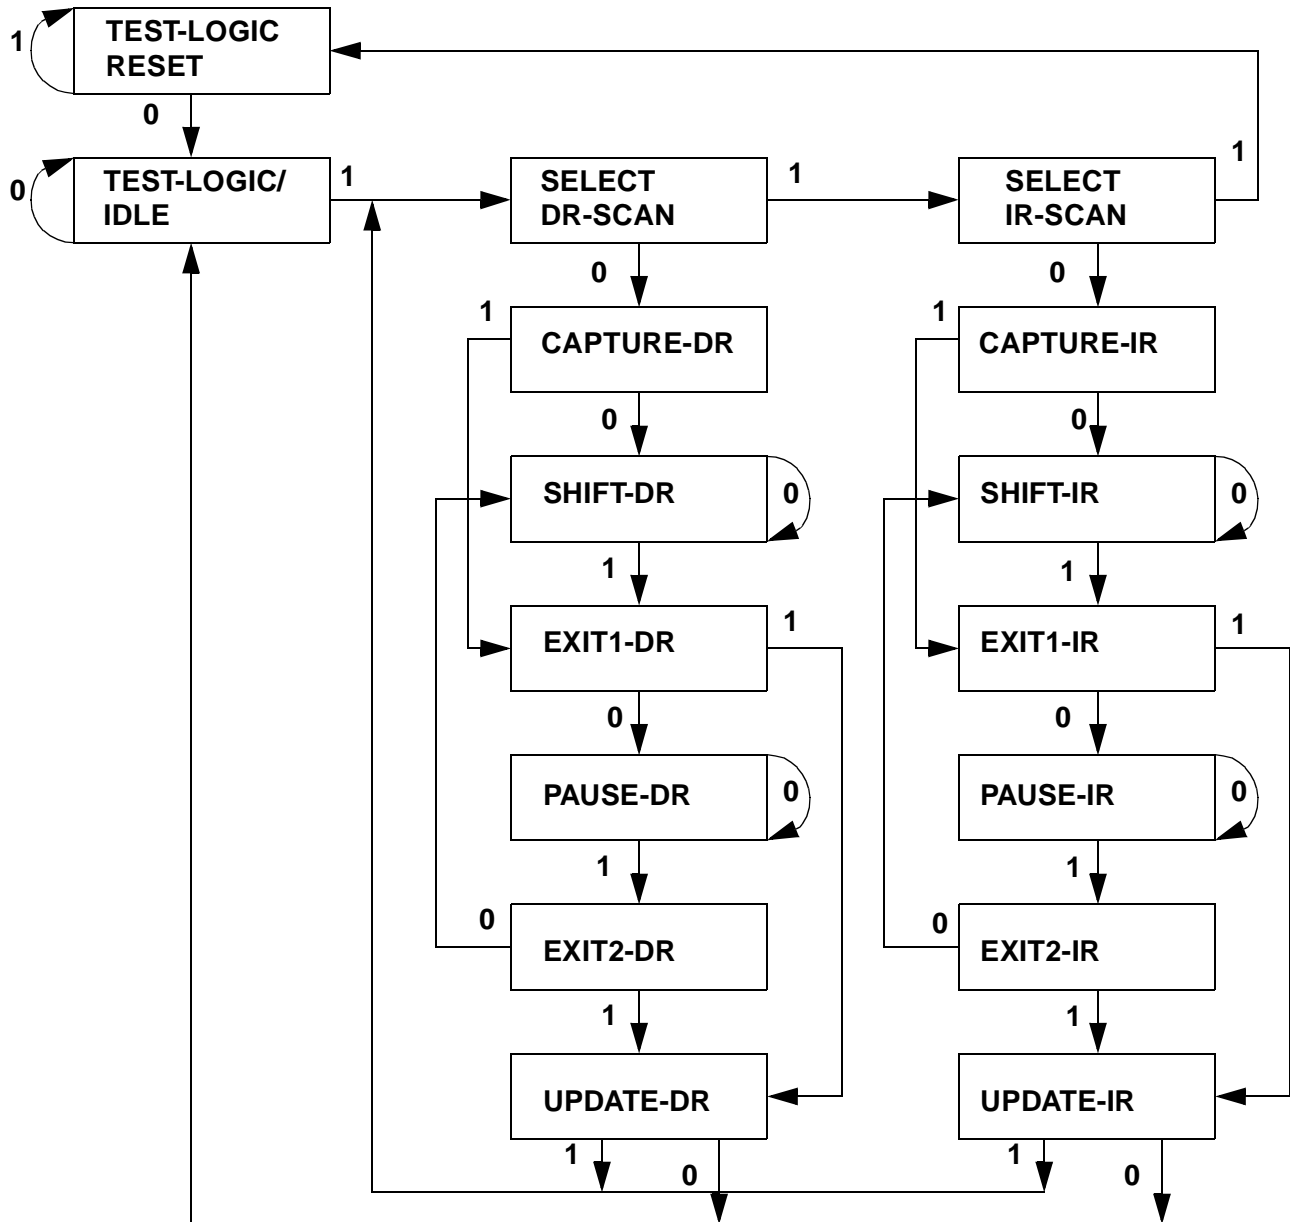 1
TEST-LOGIC
RESET
0
0
TEST-LOGIC/
IDLE
1
SELECT
DR-SCAN
1
SELECT
IR-SCAN
1
0
0
1
CAPTURE-DR
1
CAPTURE-IR
0
0
SHIFT-DR
0
SHIFT-IR
0
1
1
EXIT1-DR
1
EXIT1-IR
1
0
0
PAUSE-DR
0
PAUSE-IR
0
1
1
0
EXIT2-DR
0
EXIT2-IR
1
1
UPDATE-DR
UPDATE-IR
1
0
1
0